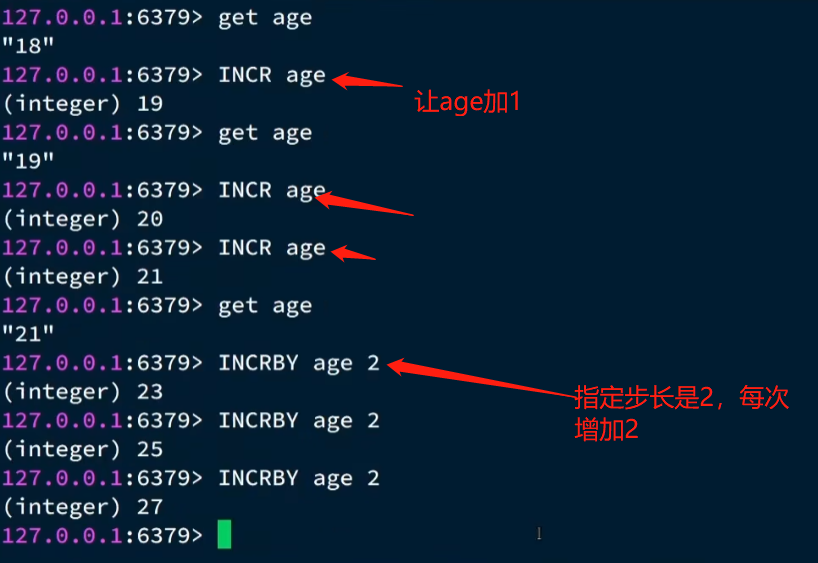 127.0.0.1:6379> get age
"18"
127.0.0.1:6379> INCR age
让age加1
(integer) 19
127.0.0.1:6379> get age
"19"
127.0.0.1:6379> INCR age
(integer) 20
127.0.0.1:6379> INCR age
(integer) 21
127.0.0.1:6379> get age
"21"
127.0.0.1:6379> INCRBY age 2
(integer) 23
指定步长是2，每次
增加2
127.0.0.1:6379> INCRBY age 2
(integer) 25
127.0.0.1:6379> INCRBY age 2
(integer) 27
127.0.0.1:6379>